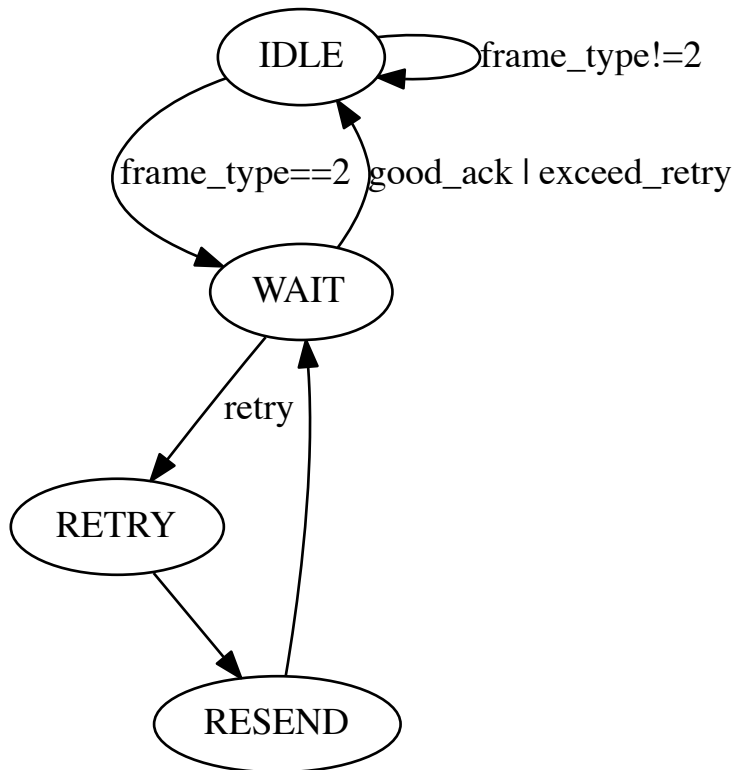 IDLE
frame_type!=2
frame_type==2
good_ack | exceed_retry
WAIT
retry
RETRY
RESEND